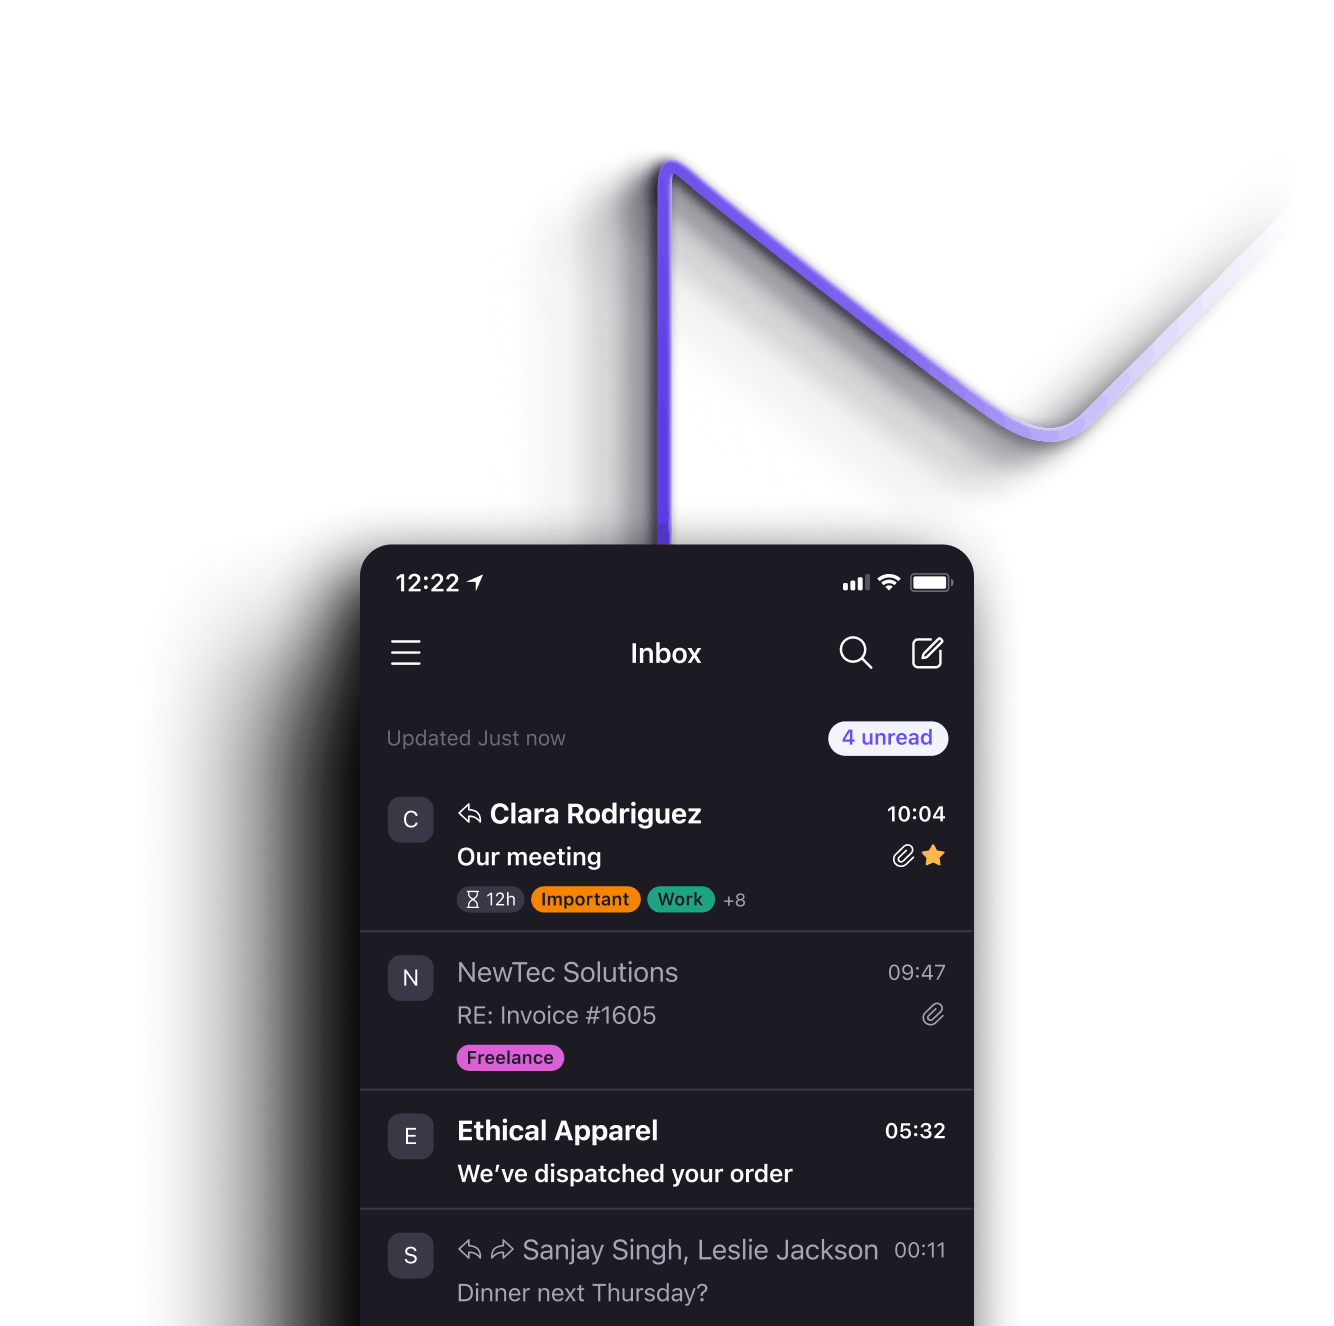 12:22
Inbox
Updated Just now
4 unread
C
Clara Rodriguez
10:04
Our meeting
12h
Important
Work
+8
N
NewTec Solutions
09:47
RE: Invoice #1605
Freelance
E
Ethical Apparel
05:32
We’ve dispatched your order
S
Sanjay Singh, Leslie Jackson
00:11
Dinner next Thursday?